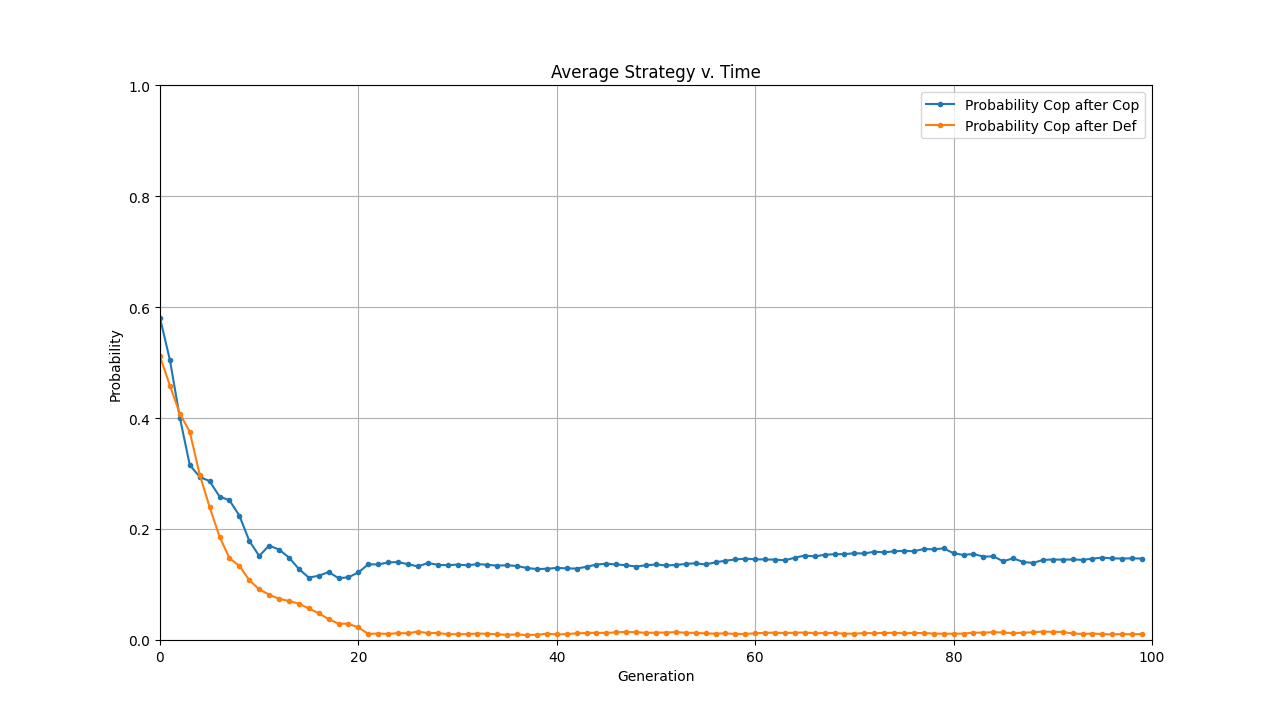 Average Strategy v. Time
Probability Cop after Cop
Probability Cop after Def
1.0
0.8
0.6
0.4
0.2
0.0
Probability
0 20 40 60 80 100
Generation